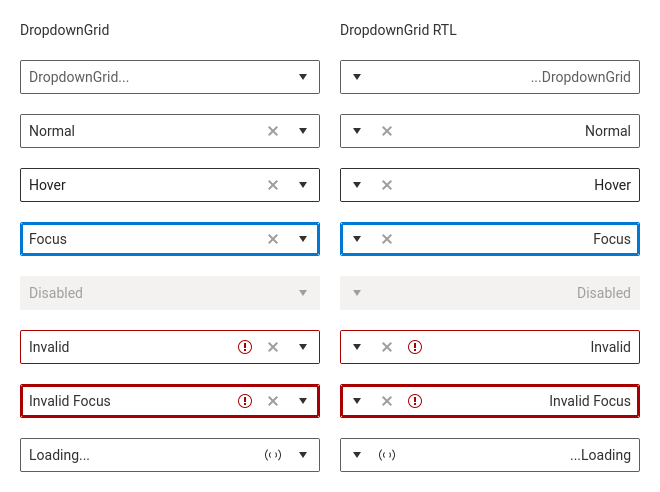 DropdownGrid DropdownGrid RTL
DropdownGrid... ...DropdownGrid
Normal Normal
Hover Hover
Focus Focus
Disabled Disabled
Invalid Invalid
Invalid Focus Invalid Focus
Loading... ...Loading